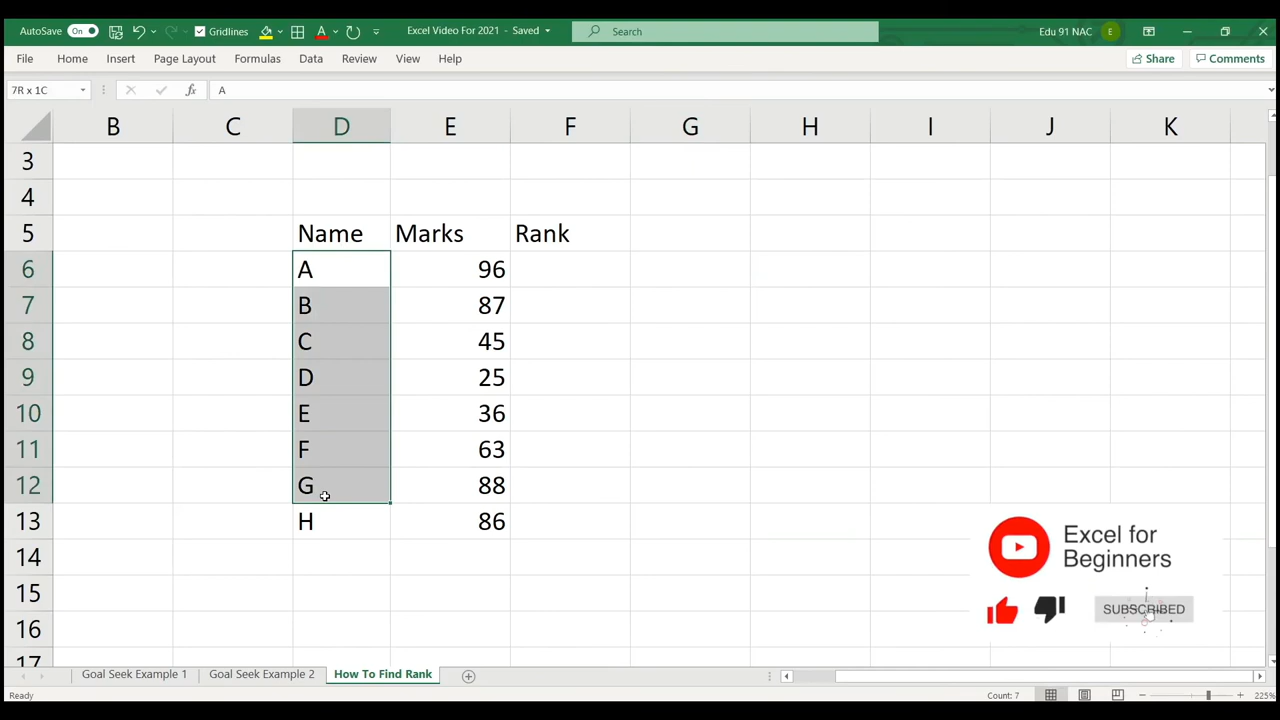 AutoSave On Gridlines A Excel Video For 2021 - Saved Search Edu 91 NAC E
File Home Insert Page Layout Formulas Data Review View Help Share Comments
7R x 1C fx A
B C D E F G H I J K
3
4
5 Name Marks Rank
6 A 96
7 B 87
8 C 45
9 D 25
10 E 36
11 F 63
12 G 88
13 H 86
14
15
16
17
Excel for
Beginners
SUBSCRIBED
Goal Seek Example 1 Goal Seek Example 2 How To Find Rank
Ready Count: 7 225%